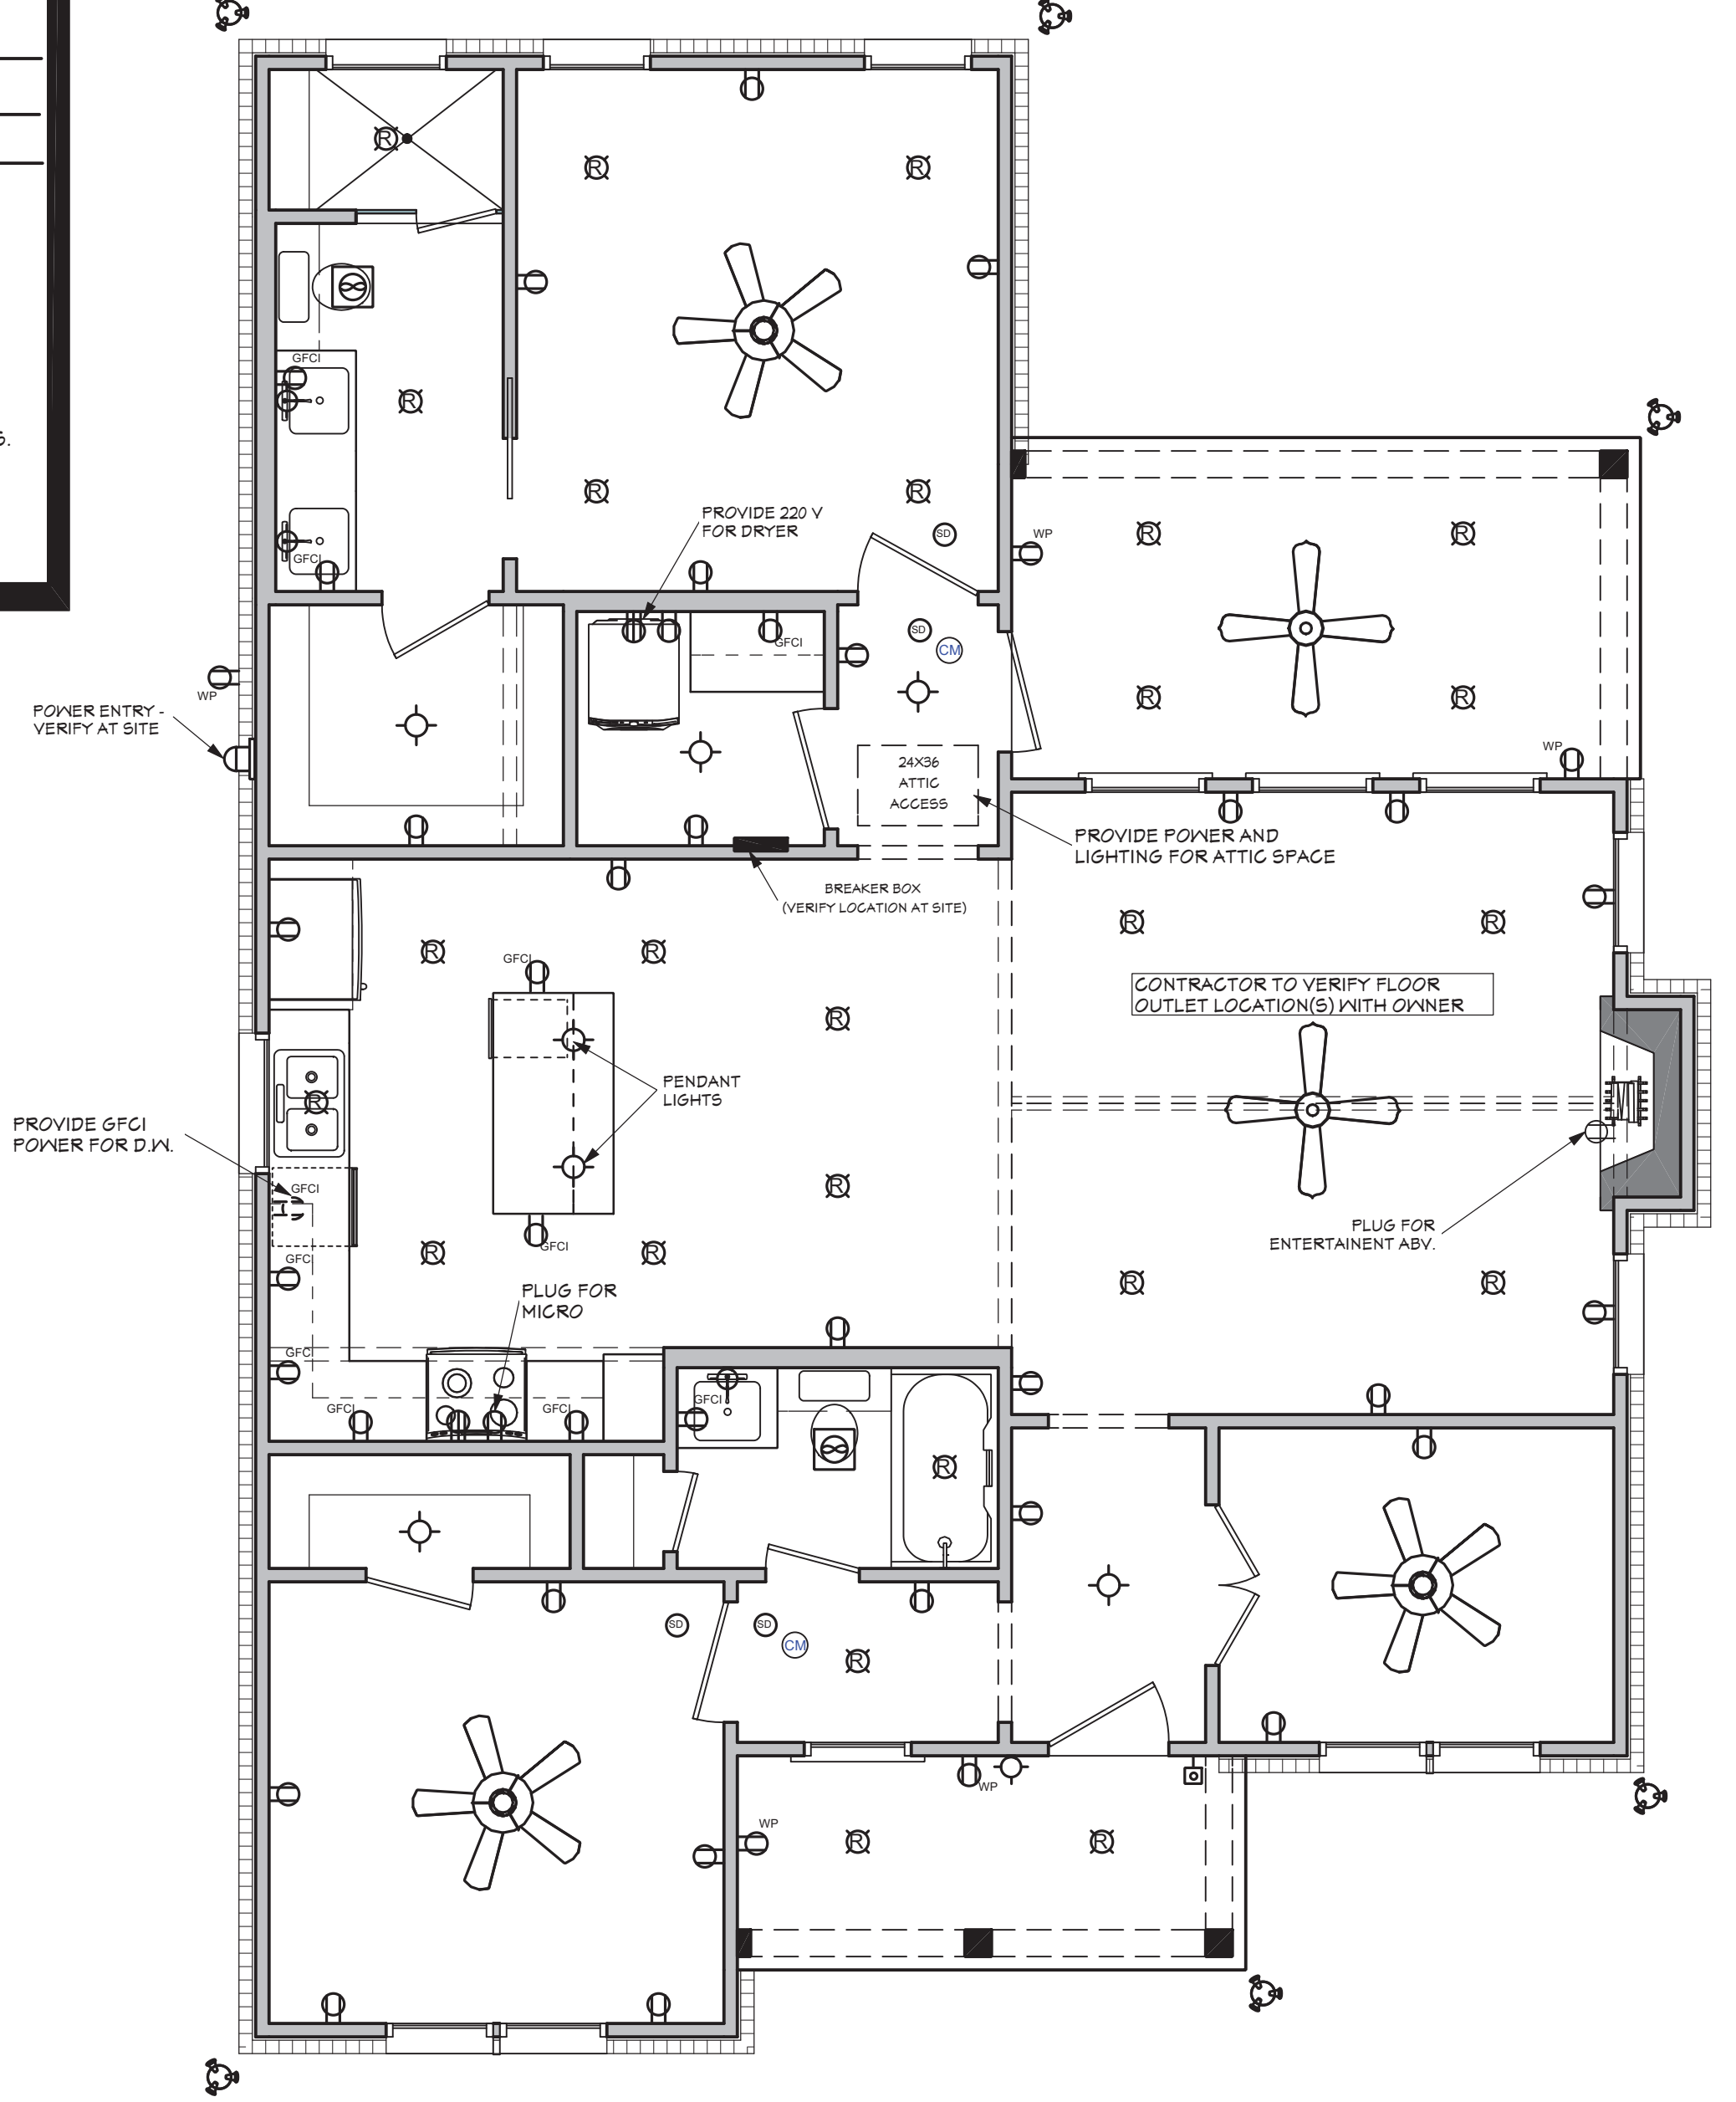 R
R
R
GFCI
R
S.
R
R
PROVIDE 220 V
FOR DRYER
SD
WP
R
R
GFCI
SD
GFCI
CM
WP
R
R
POWER ENTRY -
VERIFY AT SITE
WP
24X36
ATTIC
ACCESS
PROVIDE POWER AND
LIGHTING FOR ATTIC SPACE
BREAKER BOX
(VERIFY LOCATION AT SITE)
R
R
R
R
GFCI
CONTRACTOR TO VERIFY FLOOR
OUTLET LOCATION(S) WITH OWNER
R
PENDANT
LIGHTS
R
PROVIDE GFCI
POWER FOR D.W.
GFCI
R
PLUG FOR
ENTERTAINENT ABV.
GFCI
R
R
GFCI
R
R
PLUG FOR
MICRO
GFCI
GFCI
GFCI
GFCI
R
SD
SD
CM
R
WP
WP
R
R